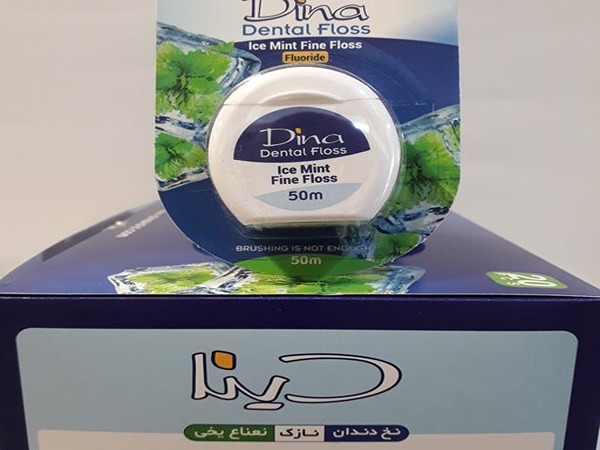 Dina
Dental Floss
Ice Mint Fine Floss
Fluoride
Dina
Dental Floss
Ice Mint
Fine Floss
50m
BRUSHING IS NOT ENOUGH!
50m
دینا
نخ دندان نازک نعناع یخی